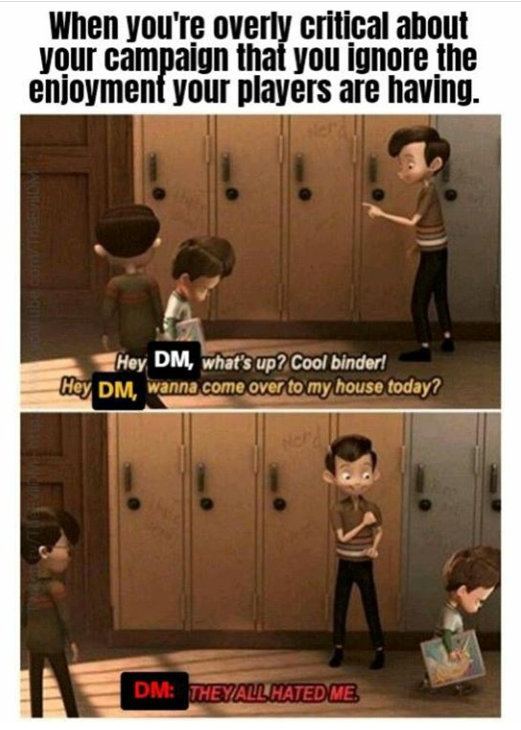 When you're overly critical about
your campaign that you ignore the
enjoyment your players are having.
Hey DM, what's up? Cool binder!
Hey DM, wanna come over to my house today?
DM: THEY ALL HATED ME.